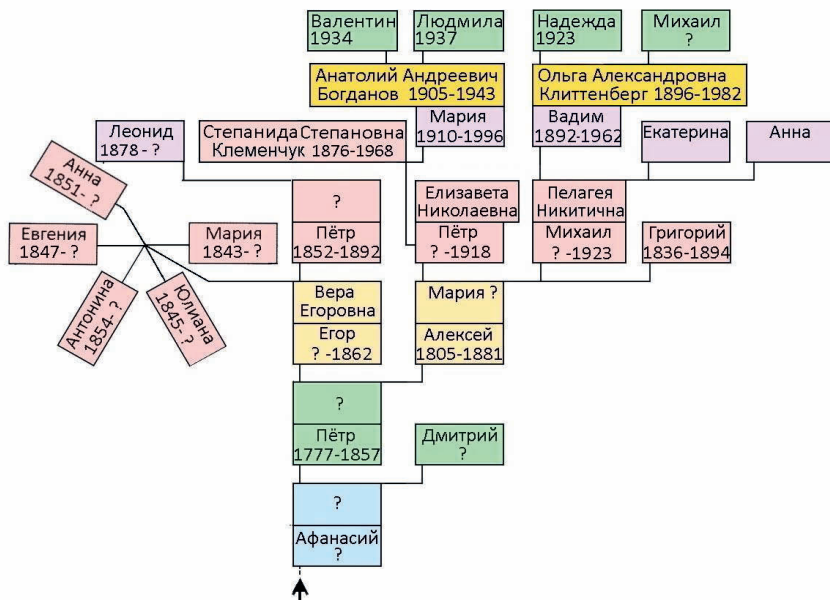 Валентин
1934
Людмила
1937
Надежда
1923
Михаил
?
Анатолий Андреевич
Богданов 1905-1943
Ольга Александровна
Клиттенберг 1896-1982
Леонид
1878 - ?
Степанида Степановна
Клеменчук 1876-1968
Мария
1910-1996
Вадим
1892-1962
Екатерина
Анна
Анна
1851- ?
?
Пётр
1852-1892
Елизавета
Николаевна
Пётр
? -1918
Пелагея
Никитична
Михаил
? -1923
Григорий
1836-1894
Евгения
1847- ?
Мария
1843- ?
Антонина
1854- ?
Юлиана
1845- ?
Вера
Егоровна
Егор
? -1862
Мария ?
Алексей
1805-1881
?
Пётр
1777-1857
Дмитрий
?
?
Афанасий
?